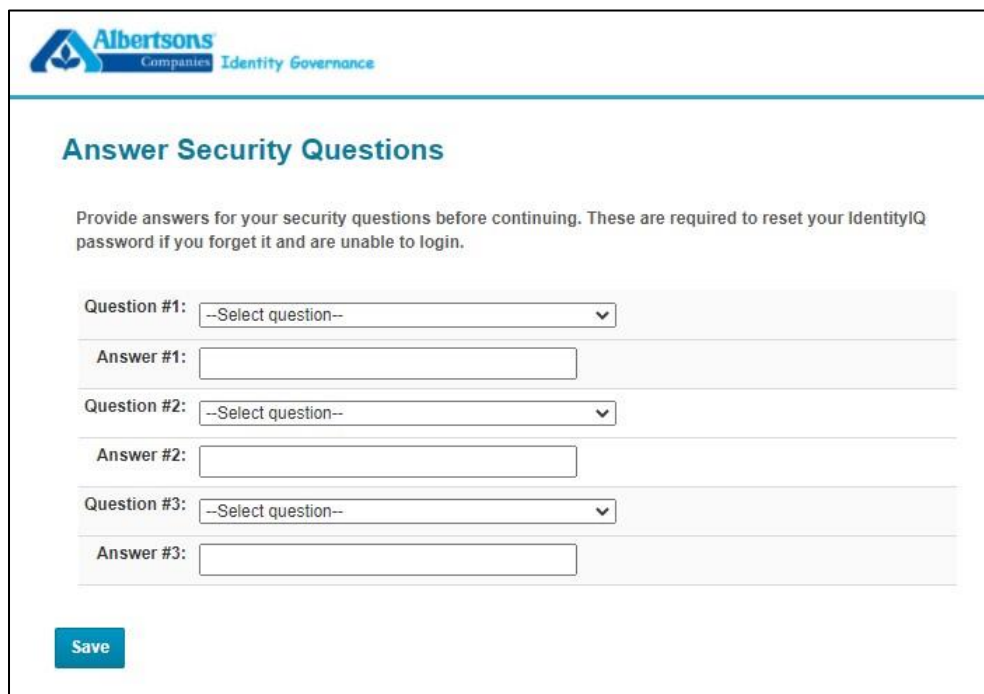 Albertsons
Companies Identity Governance
Answer Security Questions
Provide answers for your security questions before continuing. These are required to reset your IdentityIQ
password if you forget it and are unable to login.
Question #1: --Select question--
Answer #1:
Question #2: --Select question--
Answer #2:
Question #3: --Select question--
Answer #3:
Save